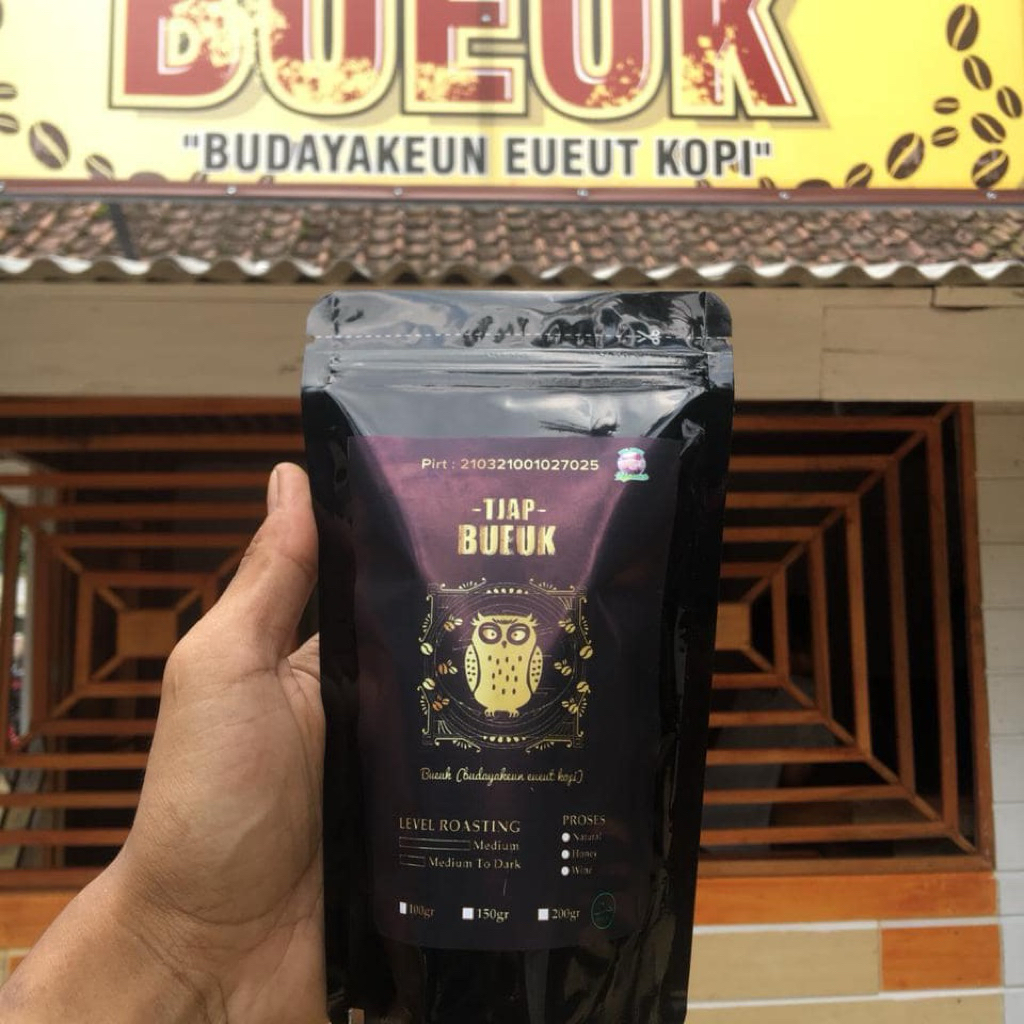 D'BUEUK
"BUDAYAKEUN EUEUT KOPI"
Pirt : 210321001027025
-TJAP-
BUEUK
Bueuk (budayakeun eueut kopi)
LEVEL ROASTING
Medium
Medium To Dark
PROSES
Natural
Honey
Wine
100gr
150gr
200gr